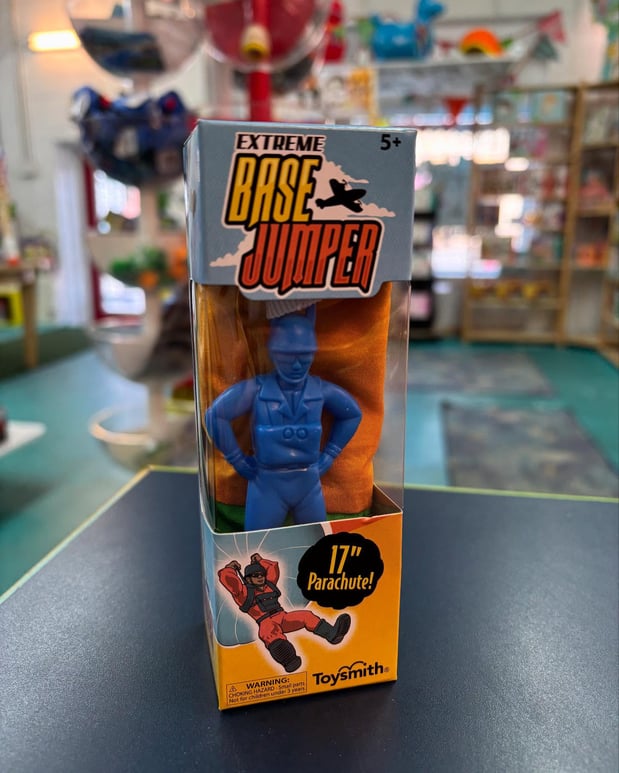 EXTREME
5+
BASE
JUMPER
17"
Parachute!
WARNING:
CHOKING HAZARD - Small parts
Not for children under 3 years
Toysmith®